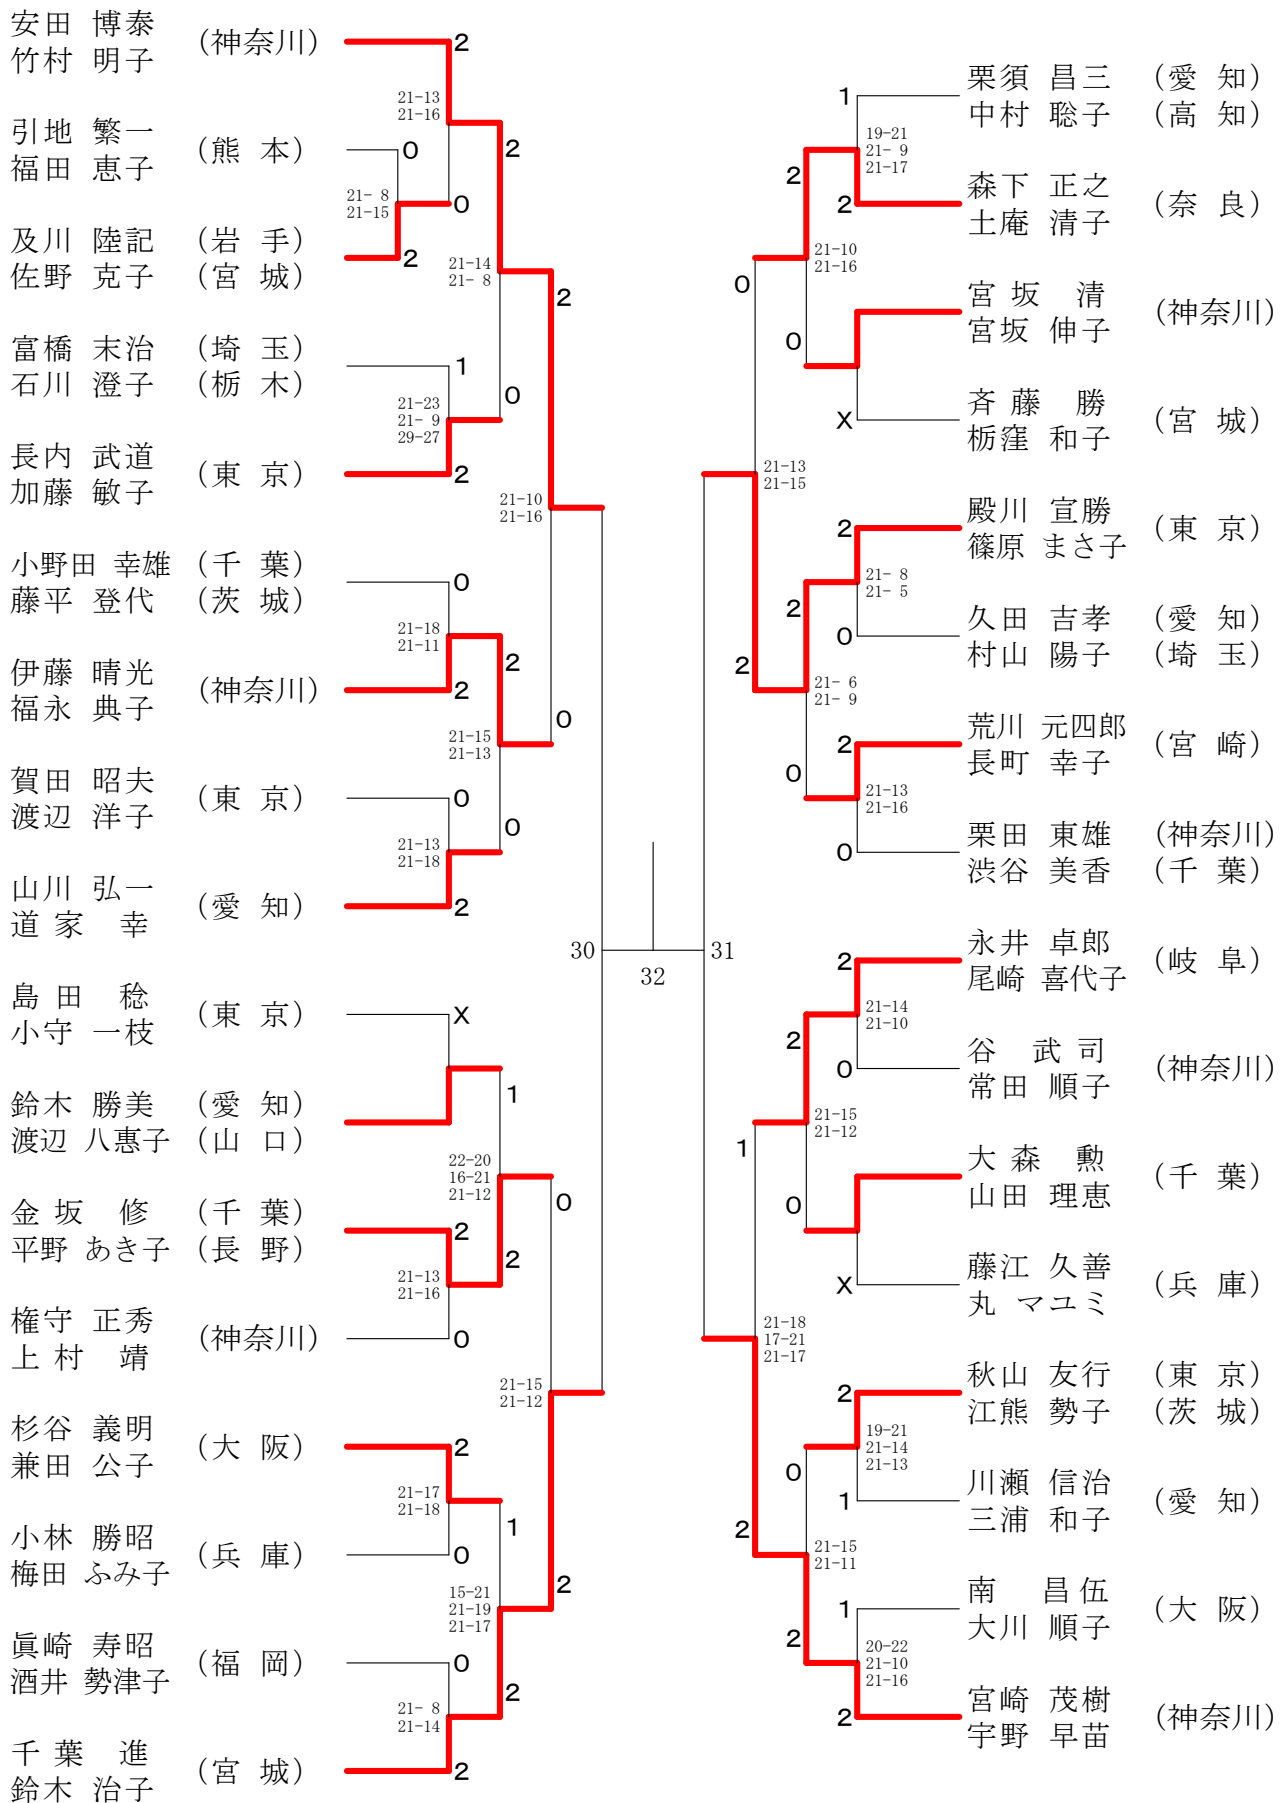 安田 博泰 (神奈川)
竹村 明子
2
21-13
21-16
引地 繁一 (熊 本)
福田 恵子
0
2
21- 8
21-15
0
及川 陸記 (岩 手)
佐野 克子 (宮 城)
2
21-14
21- 8
2
富橋 末治 (埼 玉)
石川 澄子 (栃 木)
1
21-23
21- 9
29-27
0
長内 武道 (東 京)
加藤 敏子
2
21-10
21-16
小野田 幸雄 (千 葉)
藤平 登代 (茨 城)
0
21-18
21-11
2
伊藤 晴光 (神奈川)
福永 典子
2
0
21-15
21-13
賀田 昭夫 (東 京)
渡辺 洋子
0
21-13
21-18
0
山川 弘一 (愛 知)
道 家 幸
2
30
32
31
島 田 稔 (東 京)
小守 一枝
X
1
鈴木 勝美 (愛 知)
渡辺 八惠子 (山 口)
22-20
16-21
21-12
0
金 坂 修 (千 葉)
平野 あき子 (長 野)
2
2
21-13
21-16
権守 正秀 (神奈川)
上 村 靖
0
21-15
21-12
杉谷 義明 (大 阪)
兼田 公子
2
21-17
21-18
1
小林 勝昭 (兵 庫)
梅田 ふみ子
0
2
15-21
21-19
21-17
眞崎 寿昭 (福 岡)
酒井 勢津子
0
2
21- 8
21-14
千 葉 進 (宮 城)
鈴木 治子
2
1
栗須 昌三 (愛 知)
中村 聡子 (高 知)
19-21
21- 9
21-17
2
2
森下 正之 (奈 良)
土庵 清子
21-10
21-16
0
宮 坂 清 (神奈川)
宮坂 伸子
0
X
斉 藤 勝 (宮 城)
栃窪 和子
21-13
21-15
2
殿川 宣勝 (東 京)
篠原 まさ子
21- 8
21- 5
2
0
久田 吉孝 (愛 知)
村山 陽子 (埼 玉)
2
21- 6
21- 9
2
荒川 元四郎 (宮 崎)
長町 幸子
0
21-13
21-16
0
栗田 東雄 (神奈川)
渋谷 美香 (千 葉)
2
永井 卓郎 (岐 阜)
尾崎 喜代子
21-14
21-10
2
0
谷 武 司 (神奈川)
常田 順子
21-15
21-12
1
大 森 勲 (千 葉)
山田 理恵
0
X
藤江 久善 (兵 庫)
丸 マユミ
21-18
17-21
21-17
2
秋山 友行 (東 京)
江熊 勢子 (茨 城)
19-21
21-14
21-13
0
1
川瀬 信治 (愛 知)
三浦 和子
2
21-15
21-11
1
南 昌 伍 (大 阪)
大川 順子
2
20-22
21-10
21-16
2
宮崎 茂樹 (神奈川)
宇野 早苗